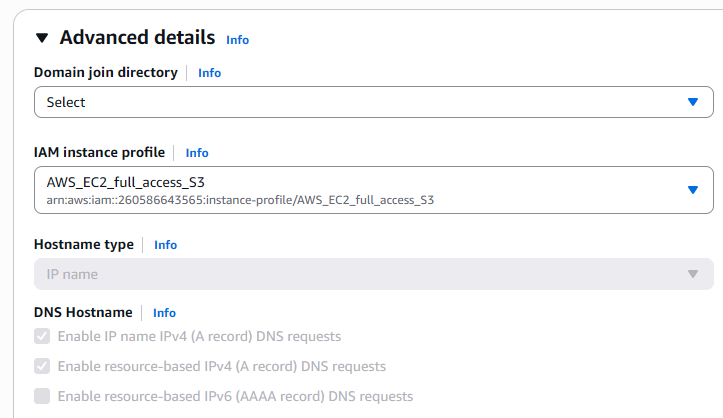 Advanced details Info
Domain join directory Info
Select
IAM instance profile Info
AWS_EC2_full_access_S3
arn:aws:iam::260586643565:instance-profile/AWS_EC2_full_access_S3
Hostname type Info
IP name
DNS Hostname Info
Enable IP name IPv4 (A record) DNS requests
Enable resource-based IPv4 (A record) DNS requests
Enable resource-based IPv6 (AAAA record) DNS requests